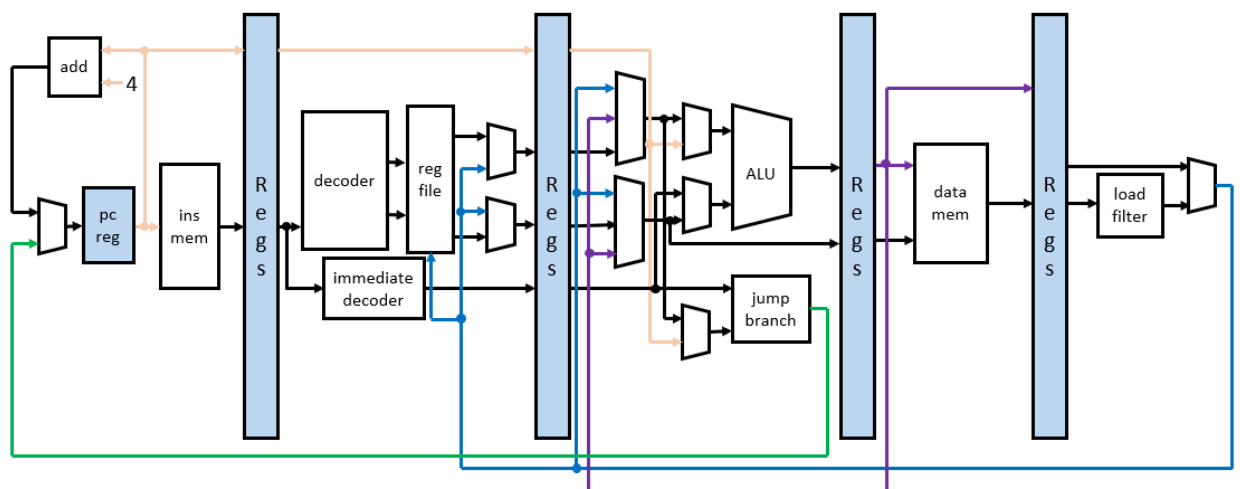 add
4
pc
reg
ins
mem
R
e
g
s
decoder
reg
file
immediate
decoder
R
e
g
s
ALU
jump
branch
R
e
g
s
data
mem
R
e
g
s
load
filter